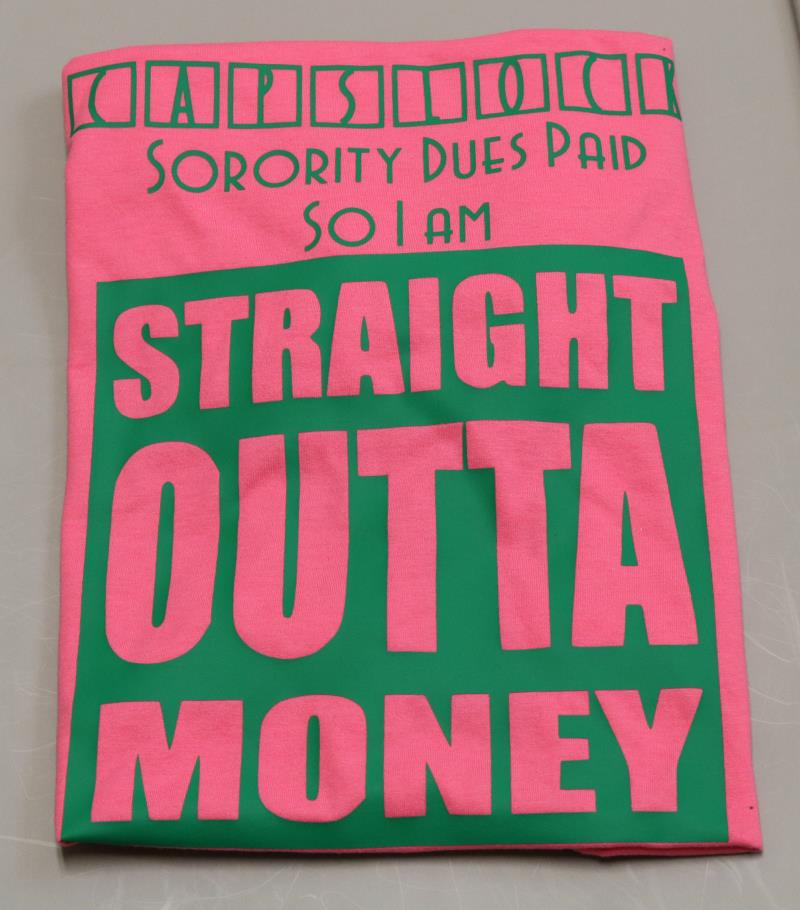 CAPSLOCK
SORORITY DUES PAID
SO I AM
STRAIGHT
OUTTA
MONEY